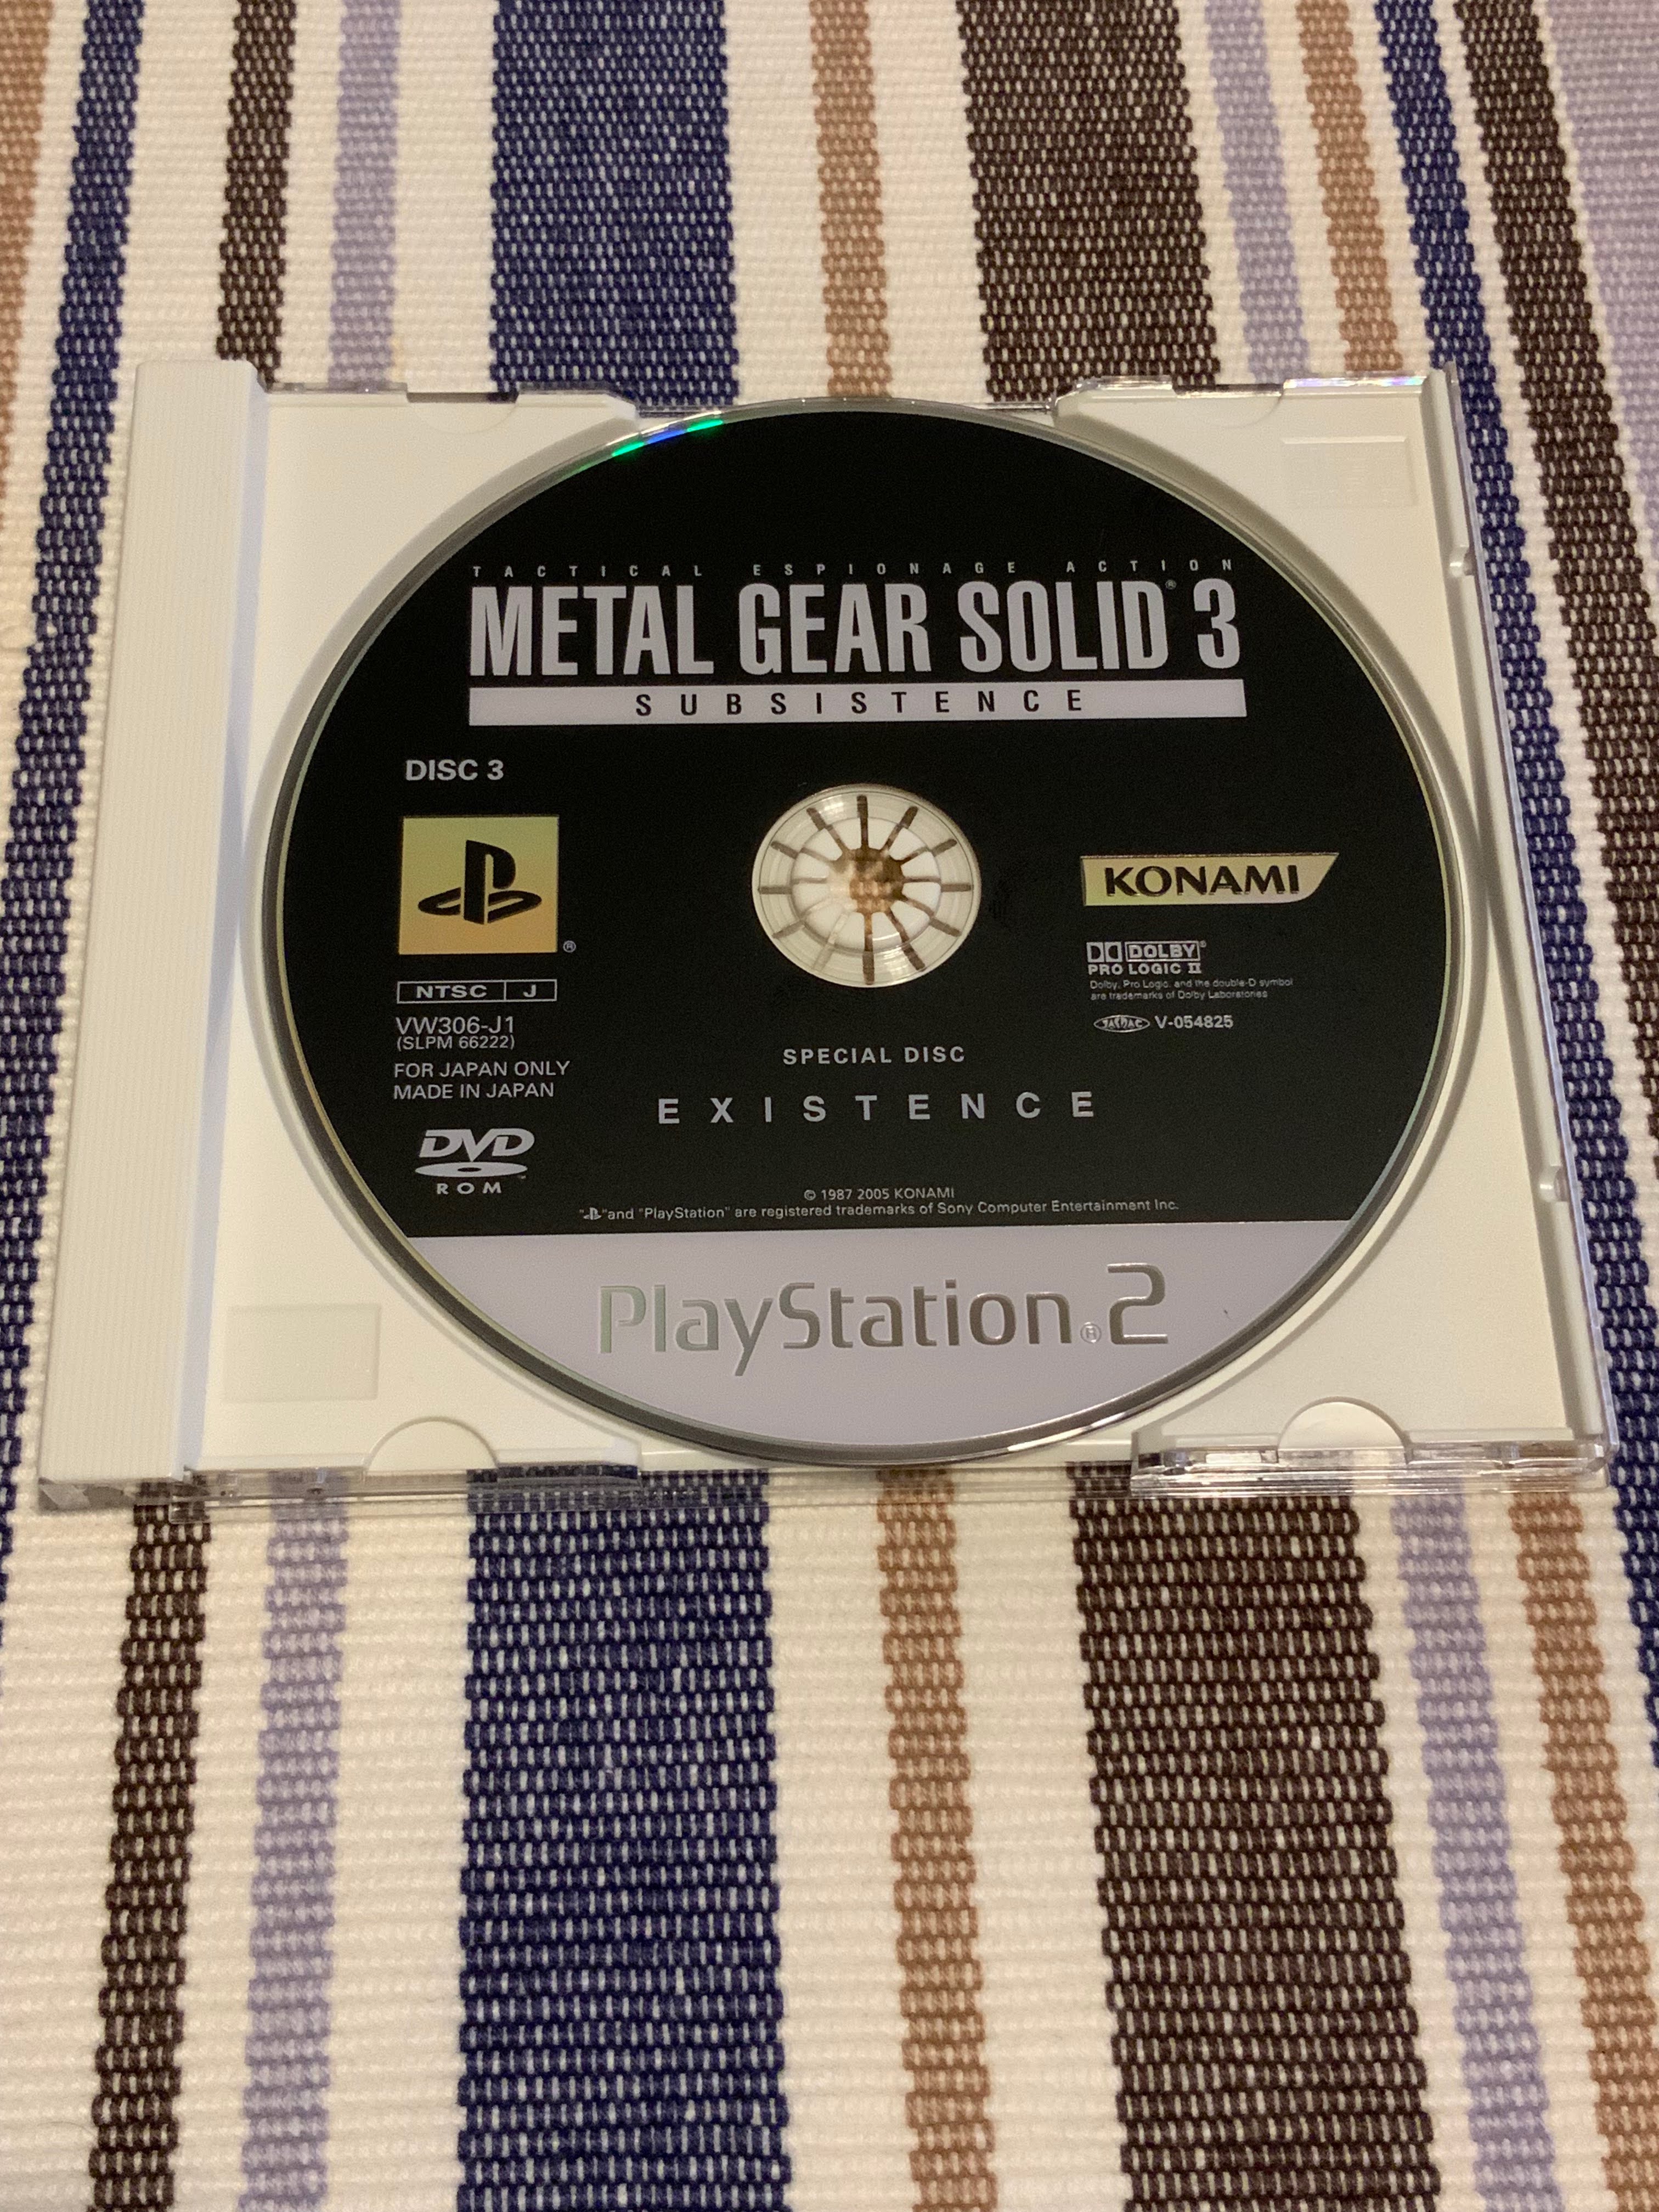 TACTICAL ESPIONAGE ACTION
METAL GEAR SOLID® 3
SUBSISTENCE
DISC 3
®
NTSC J
VW306-J1
(SLPM 66222)
FOR JAPAN ONLY
MADE IN JAPAN
DVD
ROM
KONAMI
DOLBY®
PRO LOGIC II
Dolby, Pro Logic, and the double-D symbol
are trademarks of Dolby Laboratories
JASRAC V-054825
SPECIAL DISC
EXISTENCE
© 1987 2005 KONAMI
" "and "PlayStation" are registered trademarks of Sony Computer Entertainment Inc.
PlayStation®2